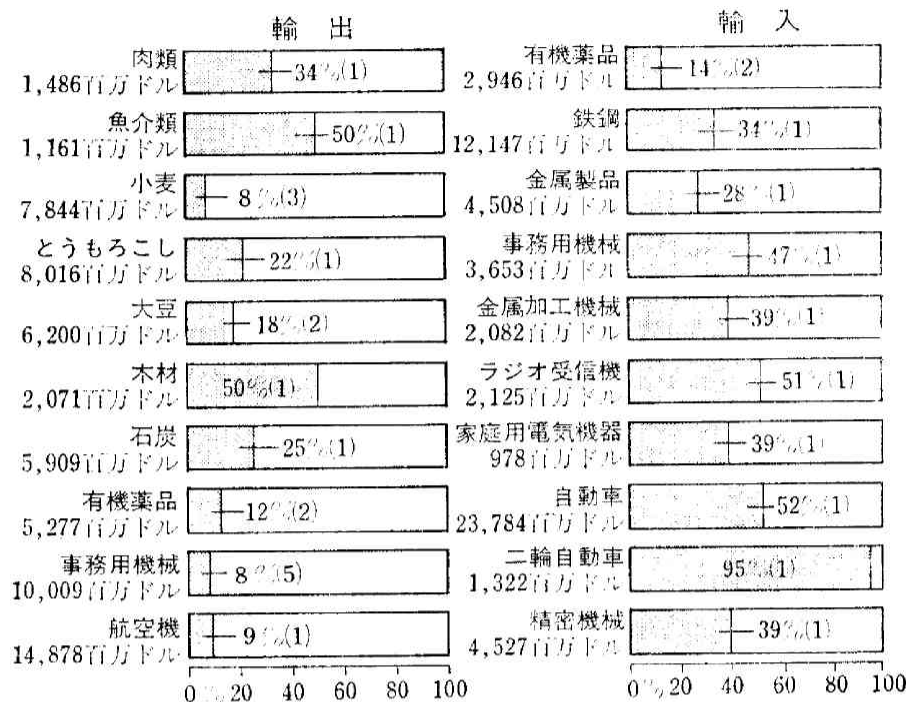 輸出
肉類
1,486百万ドル
34%(1)
魚介類
1,161百万ドル
50%(1)
小麦
7,844百万ドル
8%(3)
とうもろこし
8,016百万ドル
22%(1)
大豆
6,200百万ドル
18%(2)
木材
2,071百万ドル
50%(1)
石炭
5,909百万ドル
25%(1)
有機薬品
5,277百万ドル
12%(2)
事務用機械
10,009百万ドル
8%(5)
航空機
14,878百万ドル
9%(1)
0 % 20 40 60 80 100
輸入
有機薬品
2,946百万ドル
14%(2)
鉄鋼
12,147百万ドル
34%(1)
金属製品
4,508百万ドル
28%(1)
事務用機械
3,653百万ドル
47%(1)
金属加工機械
2,082百万ドル
39%(1)
ラジオ受信機
2,125百万ドル
51%(1)
家庭用電気機器
978百万ドル
39%(1)
自動車
23,784百万ドル
52%(1)
二輪自動車
1,322百万ドル
95%(1)
精密機械
4,527百万ドル
39%(1)
0 % 20 40 60 80 100